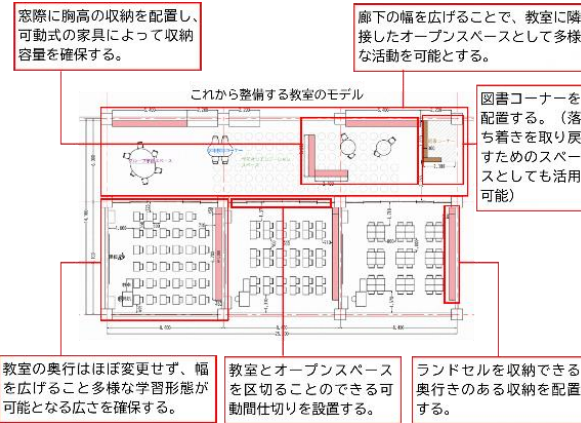 窓際に胸高の収納を配置し、
可動式の家具によって収納
容量を確保する。
廊下の幅を広げることで、教室に隣
接したオープンスペースとして多様
な活動を可能とする。
これから整備する教室のモデル
図書コーナーを
配置する。（落
ち着きを取り戻
すためのスペー
スとしても活用
可能）
教室の奥行はほぼ変更せず、幅
を広げること多様な学習形態が
可能となる広さを確保する。
教室とオープンスペース
を区切ることのできる可
動間仕切りを設置する。
ランドセルを収納できる
奥行きのある収納を配置
する。